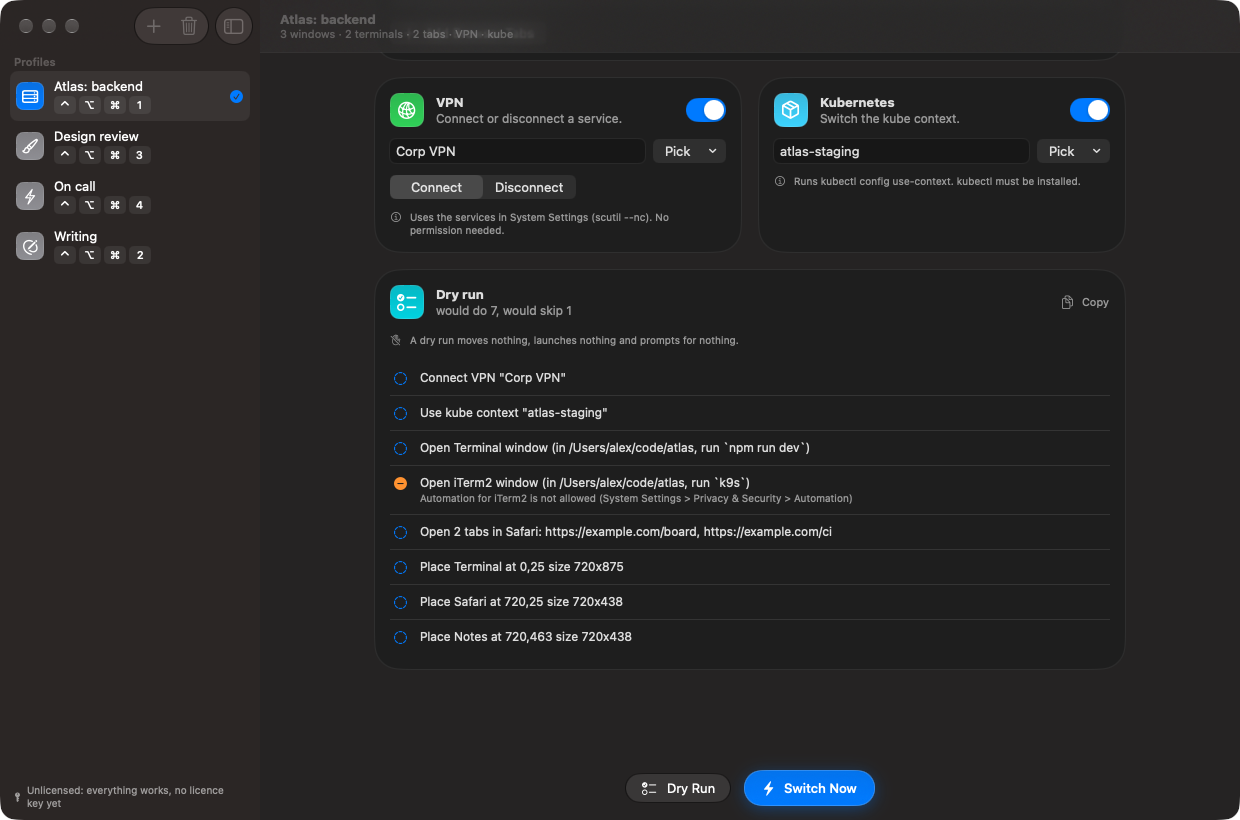 Atlas: backend
3 windows · 2 terminals · 2 tabs · VPN · kube
Profiles
Atlas: backend
^ ⌥ ⌘ 1
Design review
^ ⌥ ⌘ 3
On call
^ ⌥ ⌘ 4
Writing
^ ⌥ ⌘ 2
Unlicensed: everything works, no licence
key yet
VPN
Connect or disconnect a service.
Corp VPN
Pick
Connect
Disconnect
Uses the services in System Settings (scutil --nc). No
permission needed.
Kubernetes
Switch the kube context.
atlas-staging
Pick
Runs kubectl config use-context. kubectl must be installed.
Dry run
would do 7, would skip 1
Copy
A dry run moves nothing, launches nothing and prompts for nothing.
Connect VPN "Corp VPN"
Use kube context "atlas-staging"
Open Terminal window (in /Users/alex/code/atlas, run `npm run dev`)
Open iTerm2 window (in /Users/alex/code/atlas, run `k9s`)
Automation for iTerm2 is not allowed (System Settings > Privacy & Security > Automation)
Open 2 tabs in Safari: https://example.com/board, https://example.com/ci
Place Terminal at 0,25 size 720x875
Place Safari at 720,25 size 720x438
Place Notes at 720,463 size 720x438
Dry Run
Switch Now